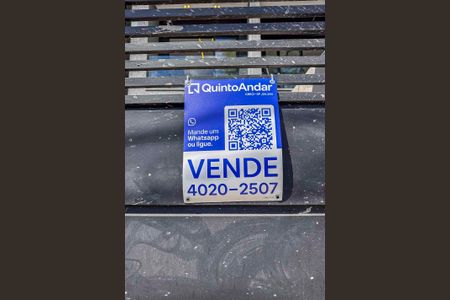 QuintoAndar
Mande um
Whatsapp
ou ligue.
VENDE
4020-2507